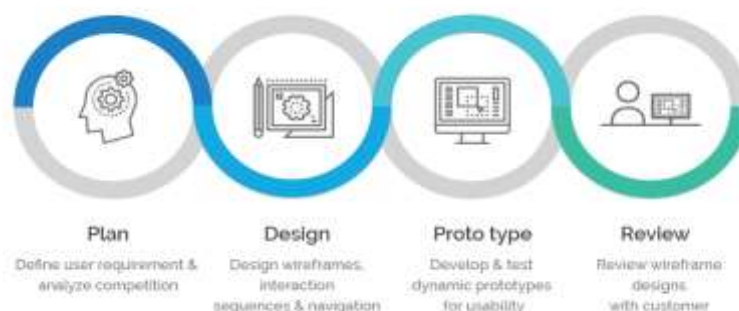 Plan
Define user requirement &
analyze competition
Design
Design wireframes,
interaction
sequences & navigation
Proto type
Develop & test
dynamic prototypes
for usability
Review
Review wireframe
designs
with customer